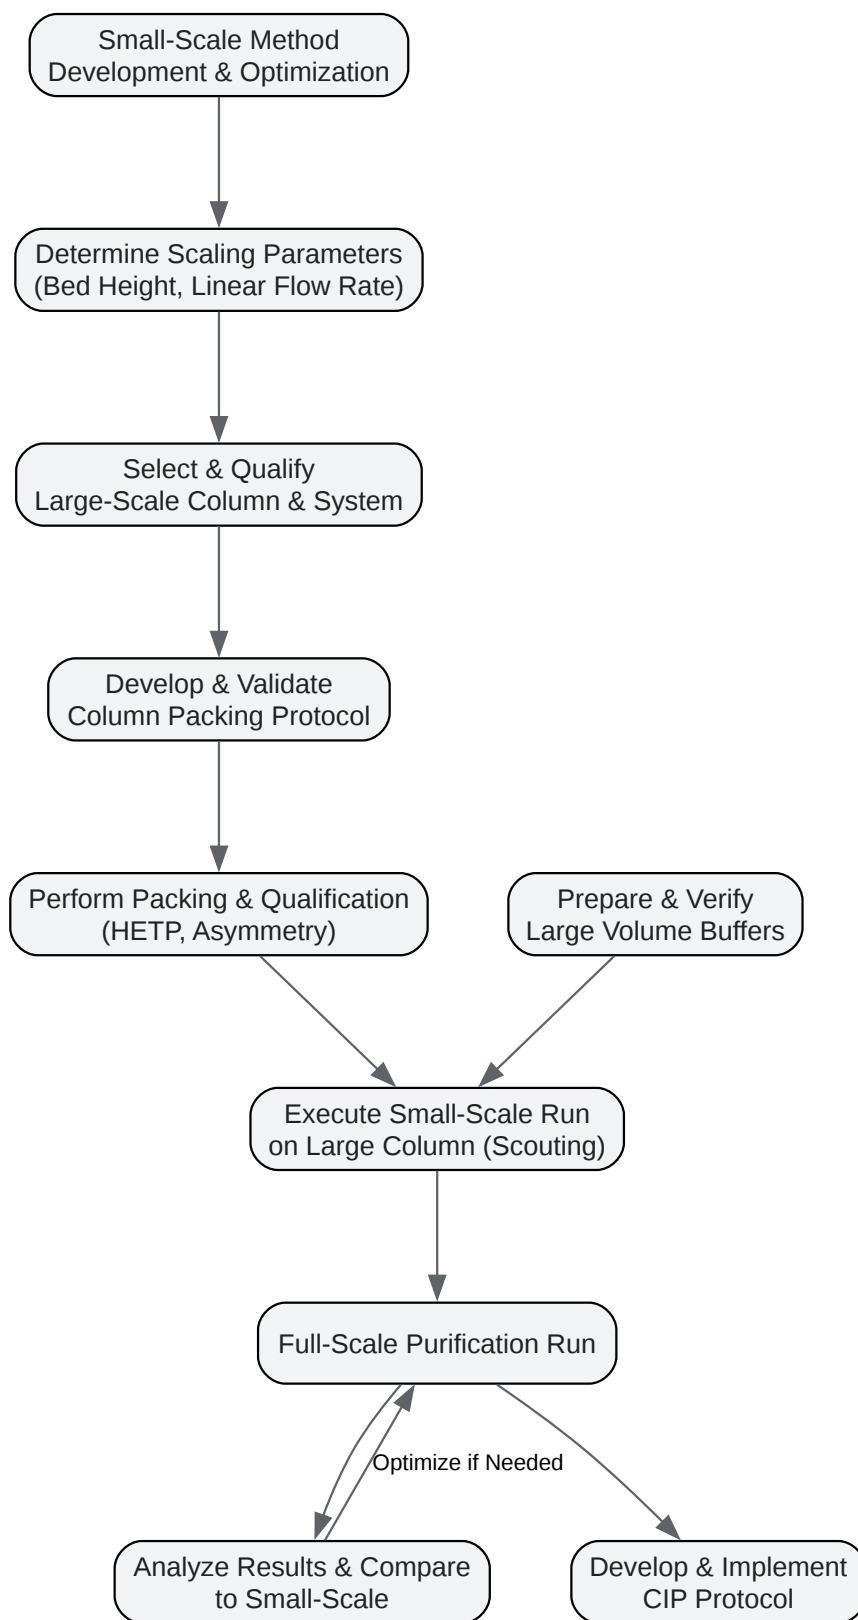 Small-Scale Method
Development & Optimization
Determine Scaling Parameters
(Bed Height, Linear Flow Rate)
Select & Qualify
Large-Scale Column & System
Develop & Validate
Column Packing Protocol
Perform Packing & Qualification
(HETP, Asymmetry)
Prepare & Verify
Large Volume Buffers
Execute Small-Scale Run
on Large Column (Scouting)
Full-Scale Purification Run
Optimize if Needed
Analyze Results & Compare
to Small-Scale
Develop & Implement
CIP Protocol